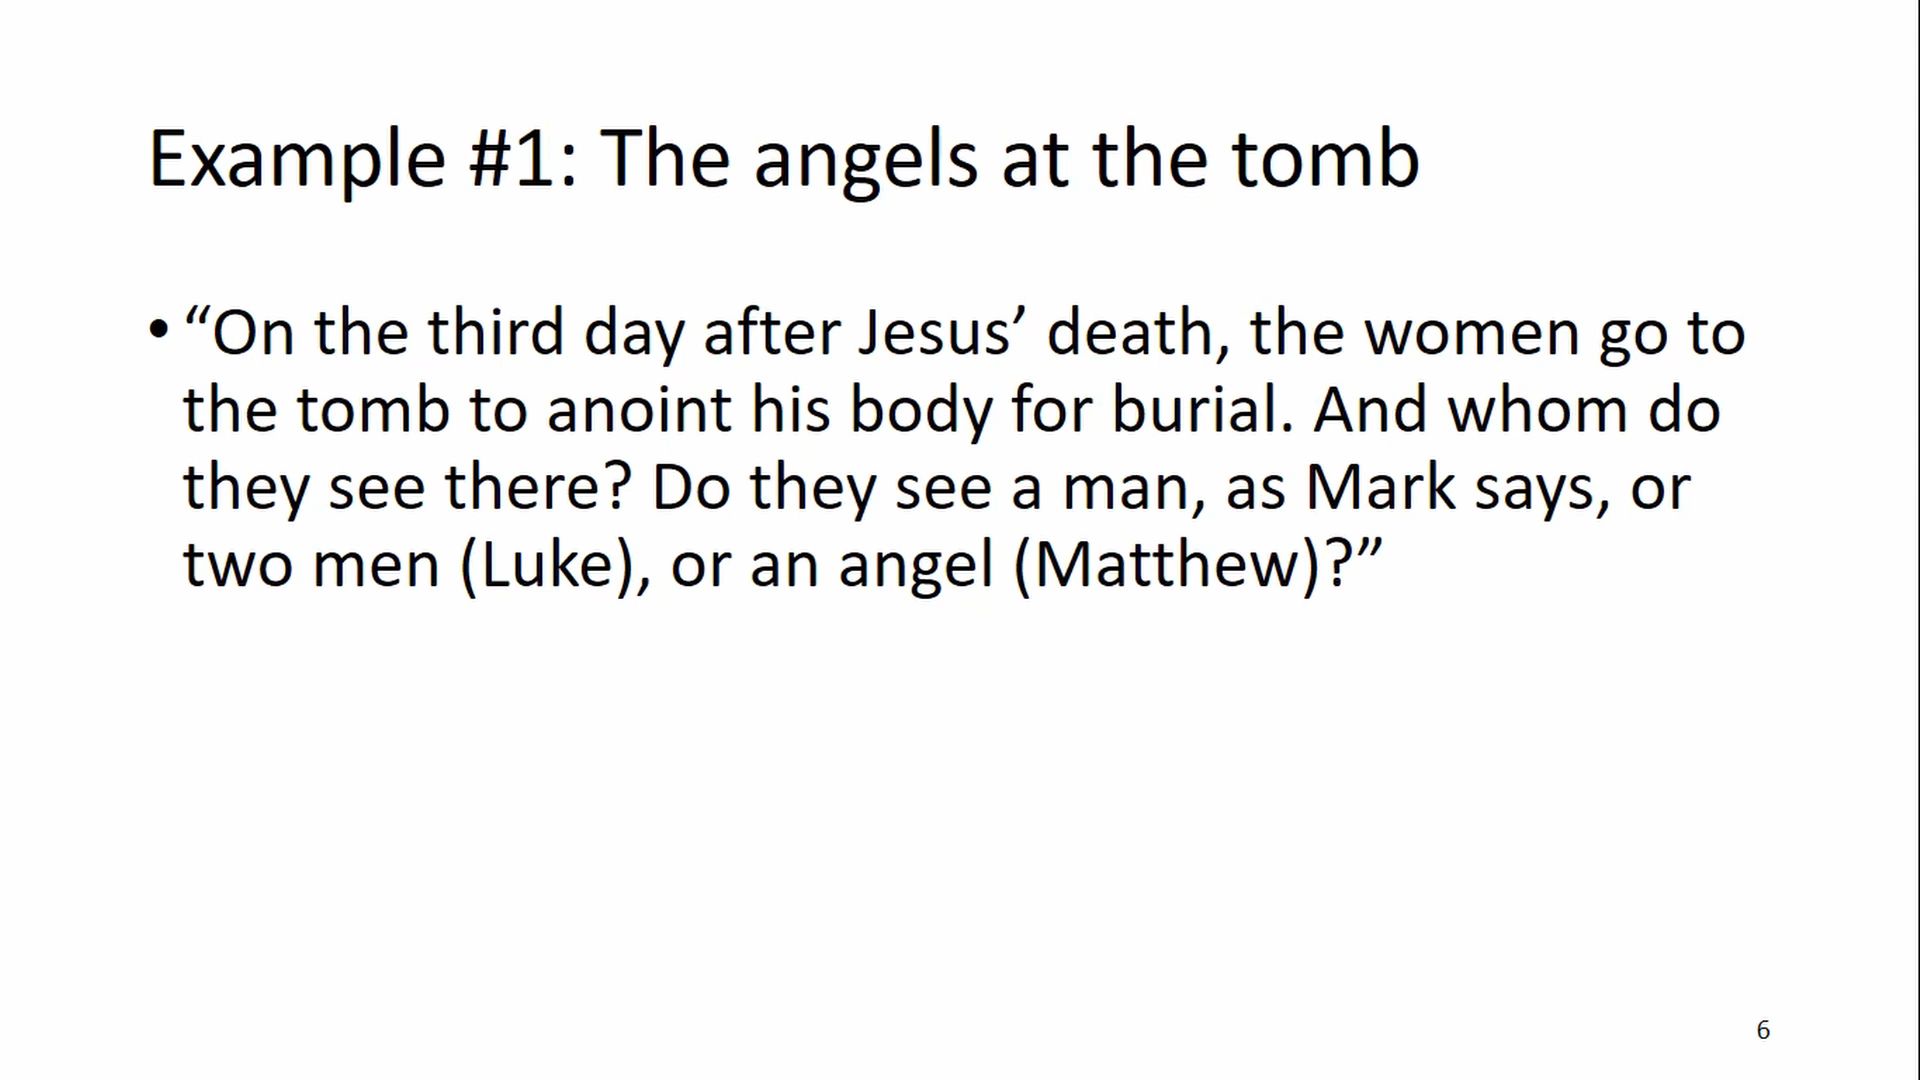 Example #1: The angels at the tomb
• “On the third day after Jesus’ death, the women go to
the tomb to anoint his body for burial. And whom do
they see there? Do they see a man, as Mark says, or
two men (Luke), or an angel (Matthew)?”
6